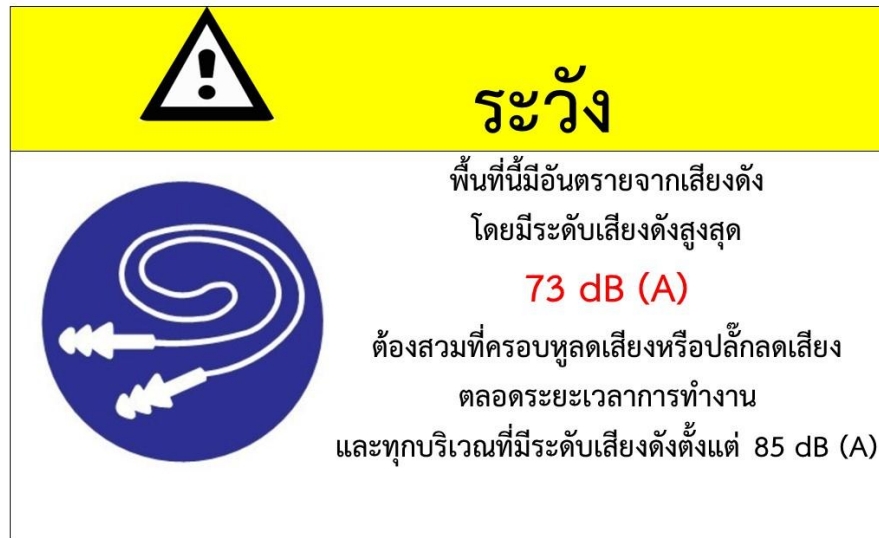 ระวัง
พื้นที่นี้มีอันตรายจากเสียงดัง
โดยมีระดับเสียงดังสูงสุด
73 dB (A)
ต้องสวมที่ครอบหูลดเสียงหรือปลั๊กลดเสียง
ตลอดระยะเวลาการทำงาน
และทุกบริเวณที่มีระดับเสียงดังตั้งแต่ 85 dB (A)